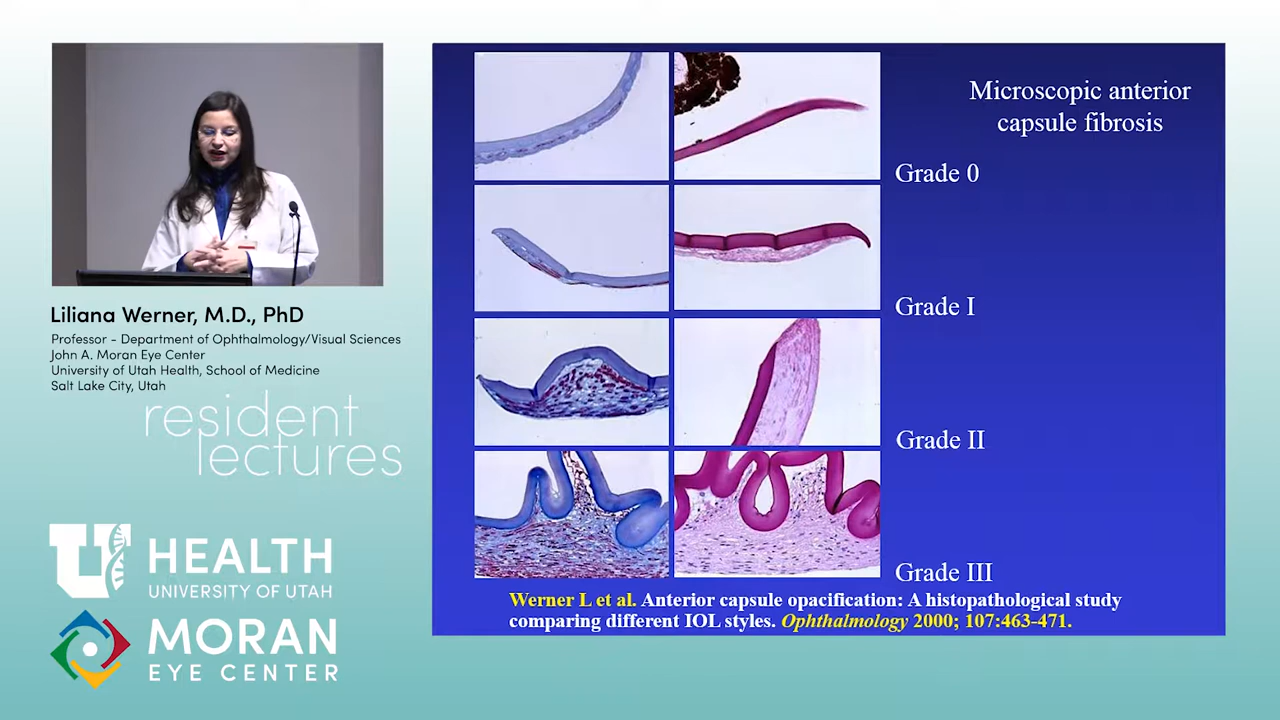 Liliana Werner, M.D., PhD
Professor - Department of Ophthalmology/Visual Sciences
John A. Moran Eye Center
University of Utah Health, School of Medicine
Salt Lake City, Utah
resident
lectures
U
HEALTH
UNIVERSITY OF UTAH
MORAN
EYE CENTER
Microscopic anterior
capsule fibrosis
Grade 0
Grade I
Grade II
Grade III
Werner L et al. Anterior capsule opacification: A histopathological study
comparing different IOL styles. Ophthalmology 2000; 107:463-471.